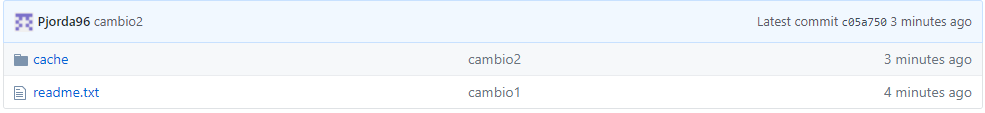 Pjorda96 cambio2 Latest commit c05a750 3 minutes ago
cache cambio2 3 minutes ago
readme.txt cambio1 4 minutes ago